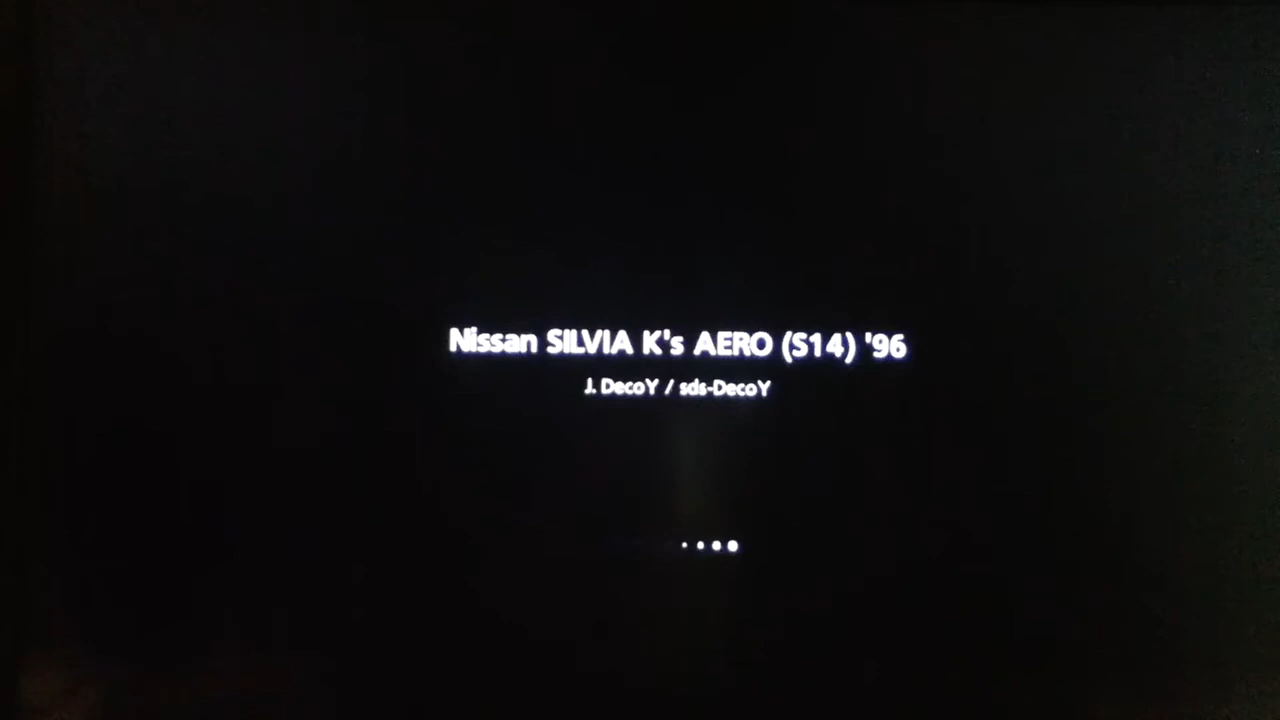 Nissan SILVIA K's AERO (S14) '96
J. DecoY / sds-DecoY